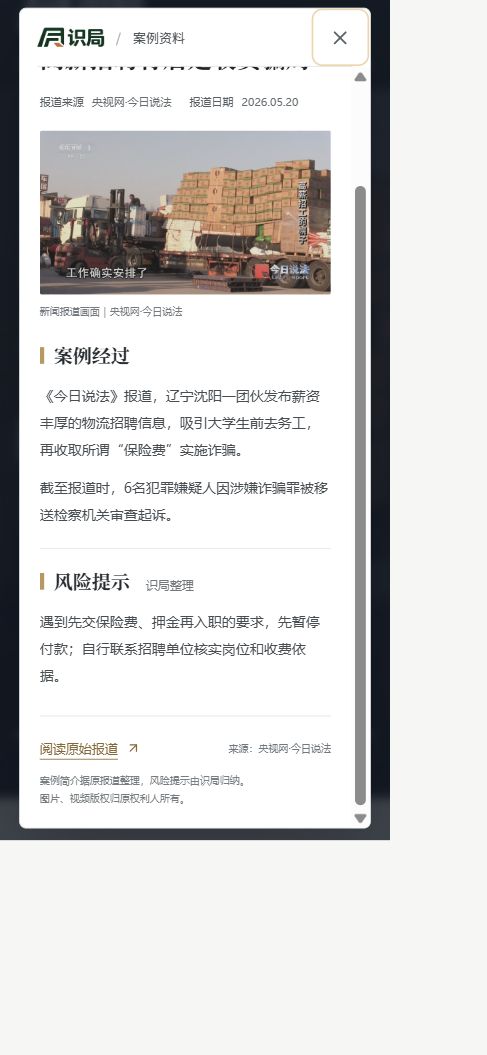 识局 / 案例资料
报道来源 央视网·今日说法 报道日期 2026.05.20
高薪招工的幌子
工作确实安排了
今日说法
新闻报道画面 | 央视网·今日说法
案例经过
《今日说法》报道，辽宁沈阳一团伙发布薪资
丰厚的物流招聘信息，吸引大学生前去务工，
再收取所谓“保险费”实施诈骗。
截至报道时，6名犯罪嫌疑人因涉嫌诈骗罪被移
送检察机关审查起诉。
风险提示 识局整理
遇到先交保险费、押金再入职的要求，先暂停
付款；自行联系招聘单位核实岗位和收费依
据。
阅读原始报道 来源：央视网·今日说法
案例简介据原报道整理，风险提示由识局归纳。
图片、视频版权归原权利人所有。